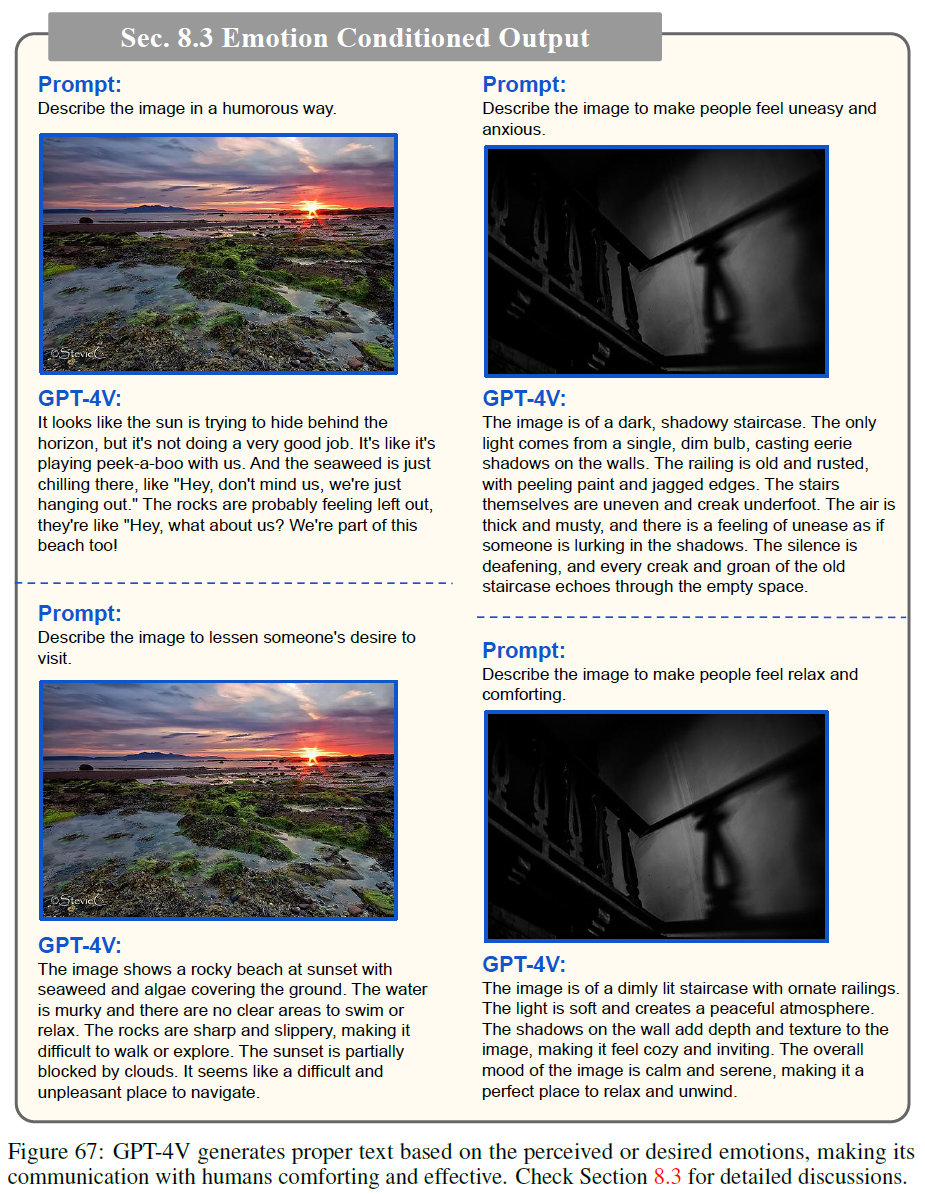 Sec. 8.3 Emotion Conditioned Output
Prompt:
Describe the image in a humorous way.
©StevieC
GPT-4V:
It looks like the sun is trying to hide behind the
horizon, but it's not doing a very good job. It's like it's
playing peek-a-boo with us. And the seaweed is just
chilling there, like "Hey, don't mind us, we're just
hanging out." The rocks are probably feeling left out,
they're like "Hey, what about us? We're part of this
beach too!
Prompt:
Describe the image to lessen someone's desire to
visit.
©StevieC
GPT-4V:
The image shows a rocky beach at sunset with
seaweed and algae covering the ground. The water
is murky and there are no clear areas to swim or
relax. The rocks are sharp and slippery, making it
difficult to walk or explore. The sunset is partially
blocked by clouds. It seems like a difficult and
unpleasant place to navigate.
Prompt:
Describe the image to make people feel uneasy and
anxious.
GPT-4V:
The image is of a dark, shadowy staircase. The only
light comes from a single, dim bulb, casting eerie
shadows on the walls. The railing is old and rusted,
with peeling paint and jagged edges. The stairs
themselves are uneven and creak underfoot. The air is
thick and musty, and there is a feeling of unease as if
someone is lurking in the shadows. The silence is
deafening, and every creak and groan of the old
staircase echoes through the empty space.
Prompt:
Describe the image to make people feel relax and
comforting.
GPT-4V:
The image is of a dimly lit staircase with ornate railings.
The light is soft and creates a peaceful atmosphere.
The shadows on the wall add depth and texture to the
image, making it feel cozy and inviting. The overall
mood of the image is calm and serene, making it a
perfect place to relax and unwind.
Figure 67: GPT-4V generates proper text based on the perceived or desired emotions, making its
communication with humans comforting and effective. Check Section 8.3 for detailed discussions.